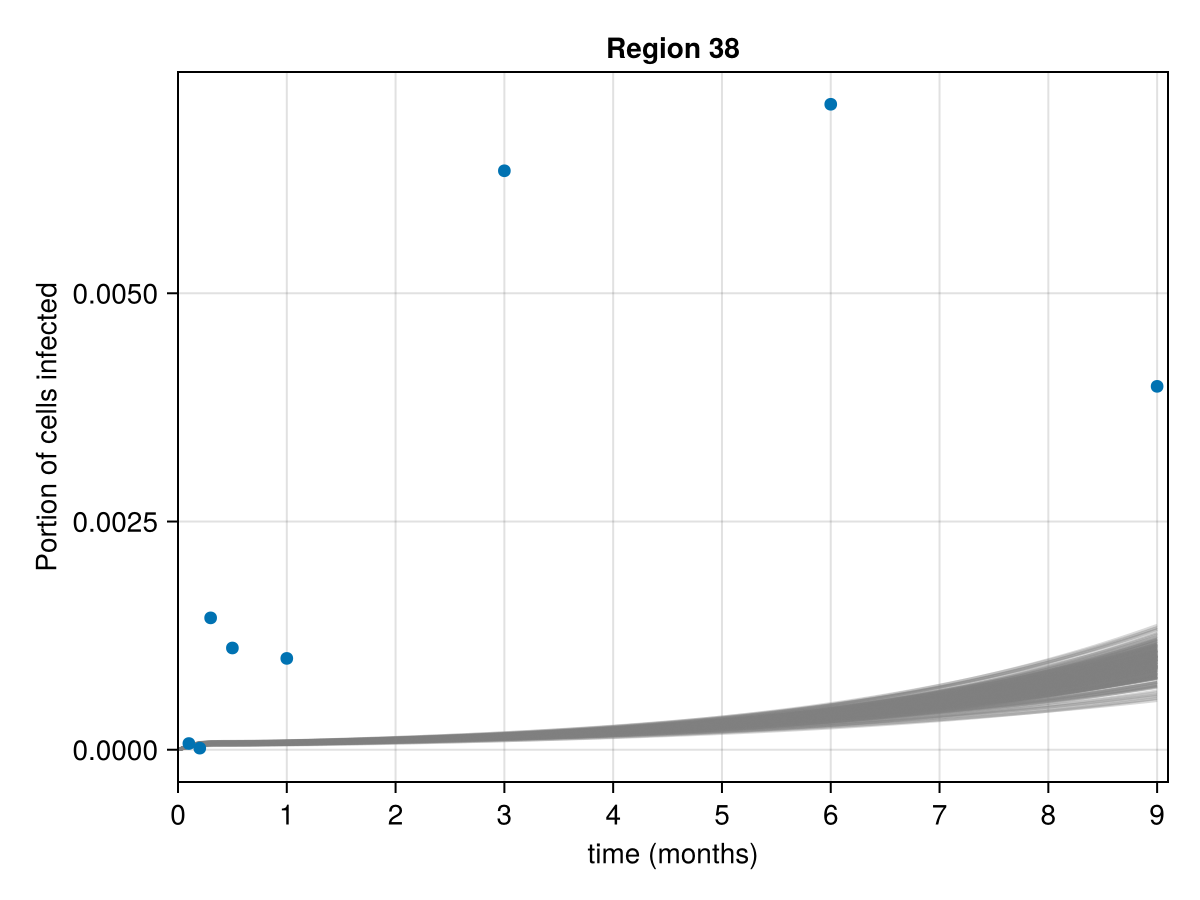 Region 38
Portion of cells infected
0.0050
0.0025
0.0000
0 1 2 3 4 5 6 7 8 9
time (months)